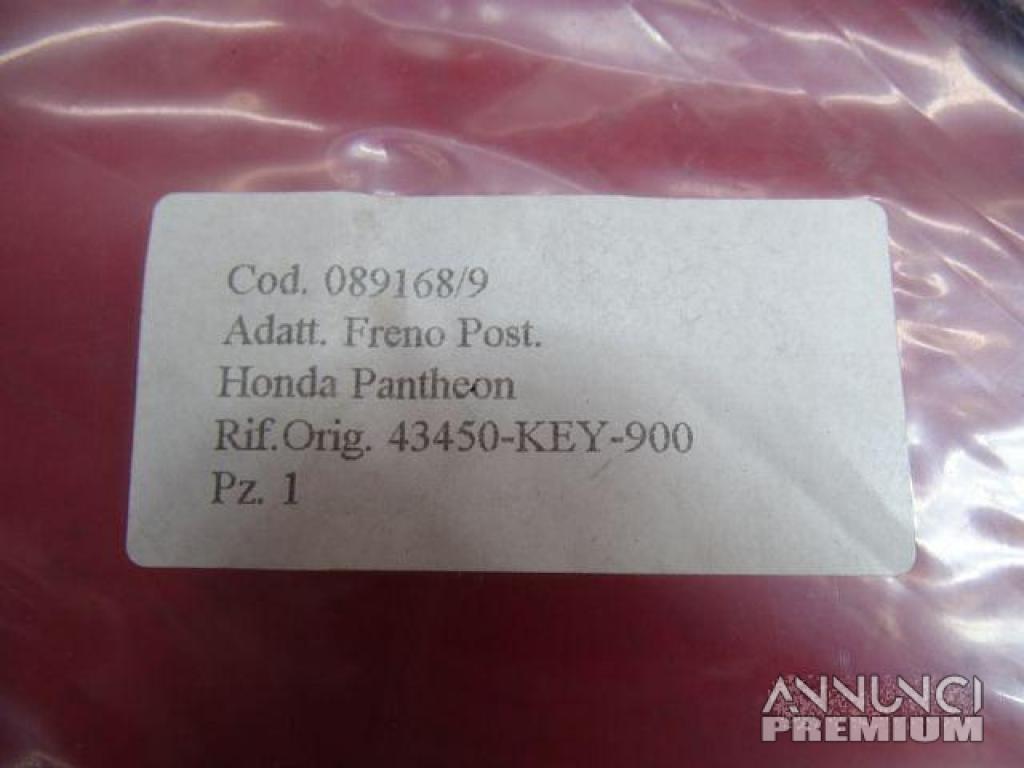 Cod. 089168/9
Adatt. Freno Post.
Honda Pantheon
Rif.Orig. 43450-KEY-900
Pz. 1
ANNUNCI
PREMIUM